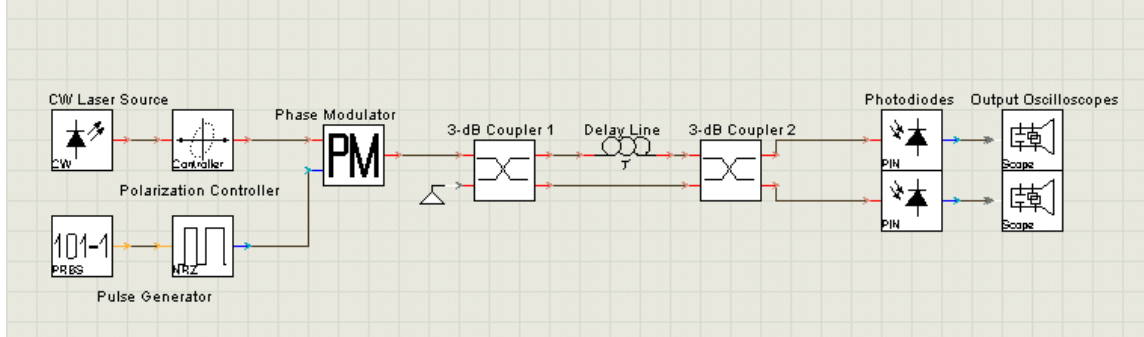 CW Laser Source
Phase Modulator
3-dB Coupler 1
Delay Line
3-dB Coupler 2
Photodiodes
Output Oscilloscopes
CW
Controller
PM
T
PIN
Scope
Polarization Controller
PIN
Scope
101-1
PRBS
NRZ
Pulse Generator